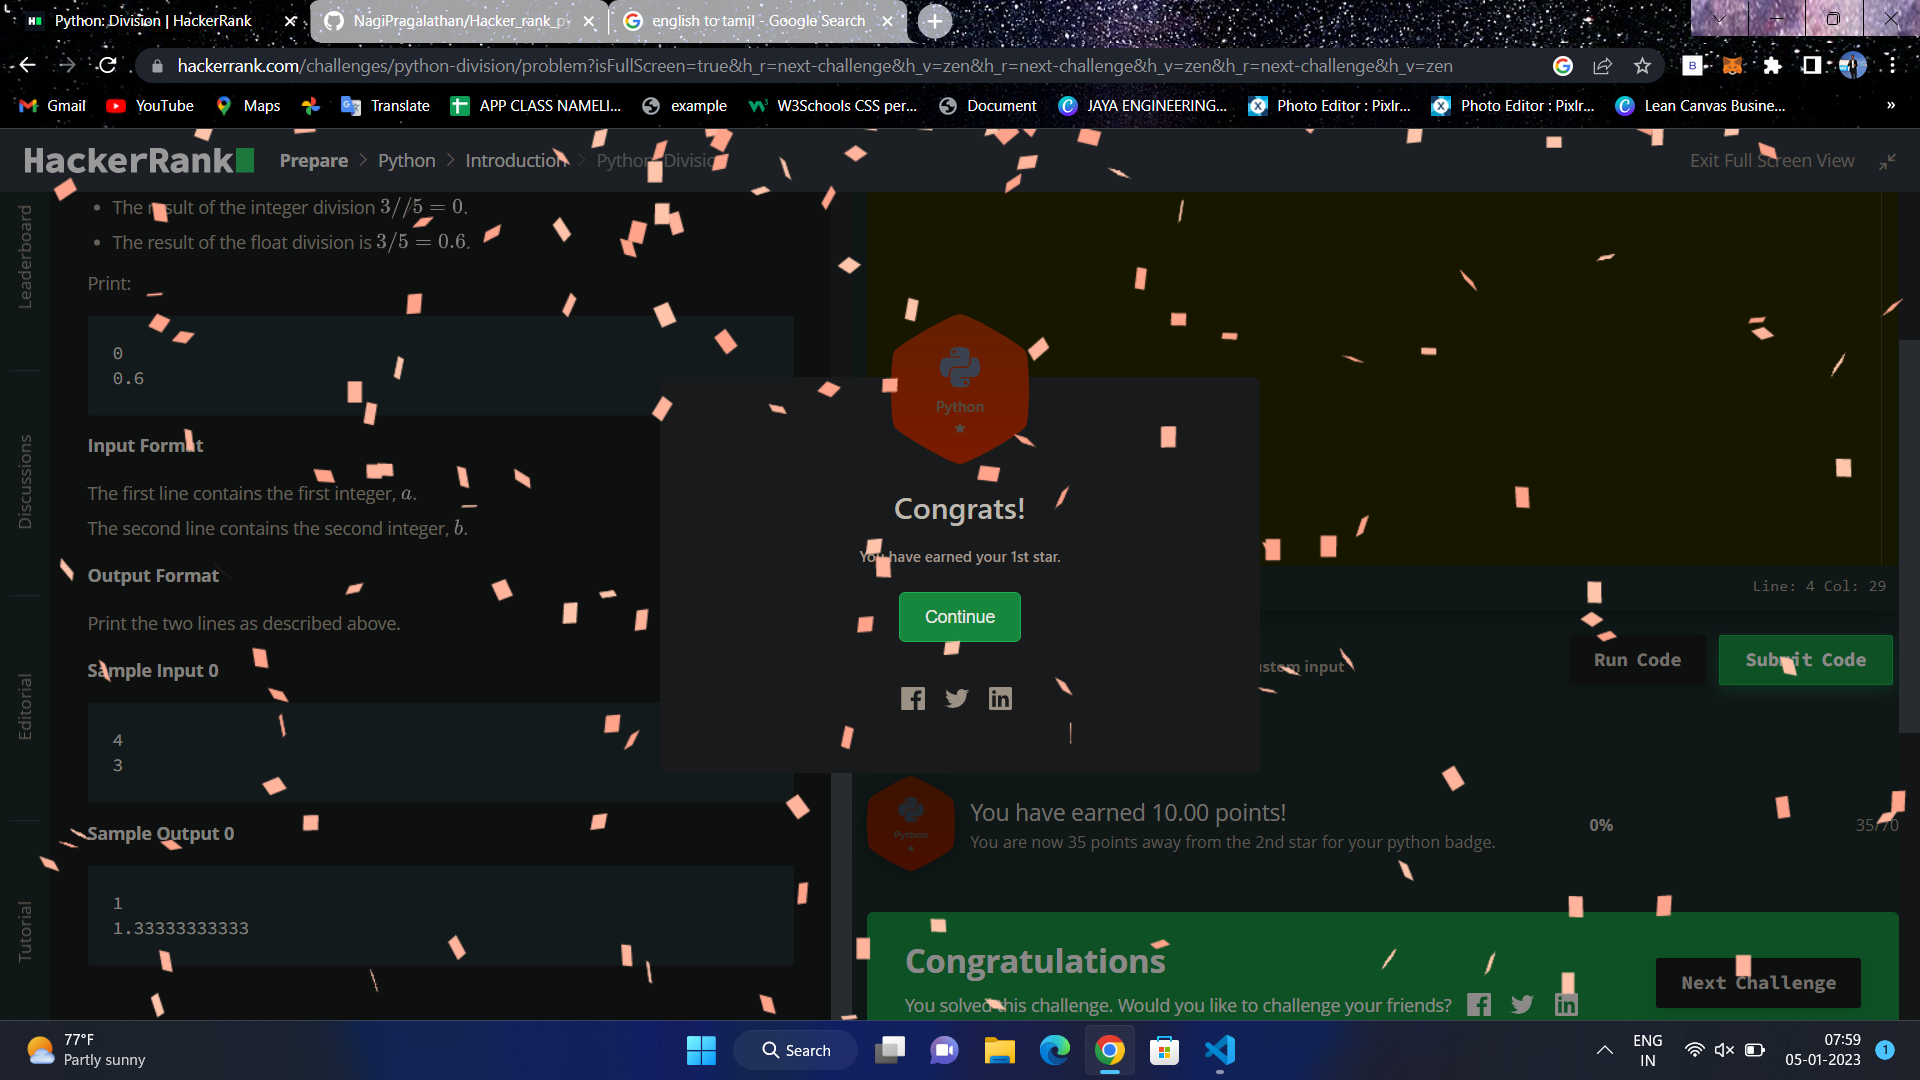 Python: Division | HackerRank
NagiPragalathan/Hacker_rank_p
english to tamil - Google Search
hackerrank.com/challenges/python-division/problem?isFullScreen=true&h_r=next-challenge&h_v=zen&h_r=next-challenge&h_v=zen&h_r=next-challenge&h_v=zen
Gmail
YouTube
Maps
Translate
APP CLASS NAMELI...
example
W3Schools CSS per...
Document
JAYA ENGINEERING...
Photo Editor : Pixlr...
Photo Editor : Pixlr...
Lean Canvas Busine...
»
HackerRank
Prepare > Python > Introduction > Python: Division
Exit Full Screen View
Leaderboard
Discussions
Editorial
Tutorial
• The result of the integer division 3//5 = 0.
• The result of the float division is 3/5 = 0.6.
Print:
0
0.6
Input Format
The first line contains the first integer, a.
The second line contains the second integer, b.
Output Format
Print the two lines as described above.
Sample Input 0
4
3
Sample Output 0
1
1.33333333333
Python
Congrats!
You have earned your 1st star.
Continue
Line: 4 Col: 29
custom input
Run Code
Submit Code
Python
You have earned 10.00 points!
You are now 35 points away from the 2nd star for your python badge.
0%
35/70
Congratulations
You solved this challenge. Would you like to challenge your friends?
Next Challenge
77°F
Partly sunny
Search
ENG
IN
07:59
05-01-2023
1